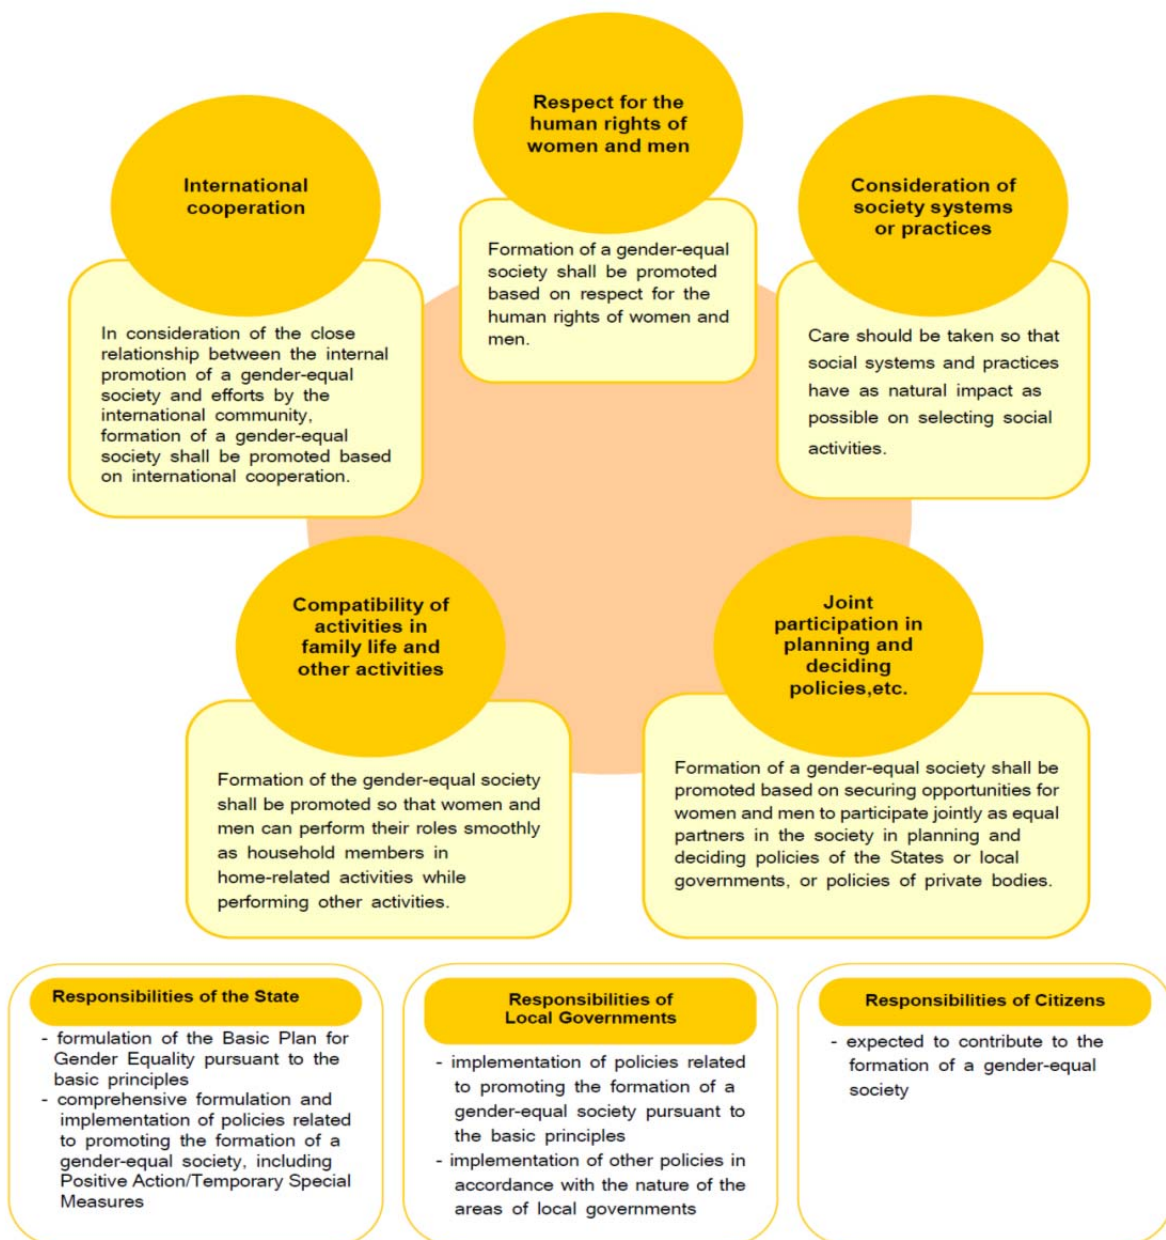 Respect for the
human rights of
women and men
Formation of a gender-equal
society shall be promoted
based on respect for the
human rights of women and
men.
International
cooperation
In consideration of the close
relationship between the internal
promotion of a gender-equal
society and efforts by the
international community,
formation of a gender-equal
society shall be promoted based
on international cooperation.
Consideration of
society systems
or practices
Care should be taken so that
social systems and practices
have as natural impact as
possible on selecting social
activities.
Compatibility of
activities in
family life and
other activities
Formation of the gender-equal society
shall be promoted so that women and
men can perform their roles smoothly
as household members in
home-related activities while
performing other activities.
Joint
participation in
planning and
deciding
policies,etc.
Formation of a gender-equal society shall be
promoted based on securing opportunities for
women and men to participate jointly as equal
partners in the society in planning and
deciding policies of the States or local
governments, or policies of private bodies.
Responsibilities of the State
- formulation of the Basic Plan for
Gender Equality pursuant to the
basic principles
- comprehensive formulation and
implementation of policies related
to promoting the formation of a
gender-equal society, including
Positive Action/Temporary Special
Measures
Responsibilities of
Local Governments
- implementation of policies related
to promoting the formation of a
gender-equal society pursuant to
the basic principles
- implementation of other policies in
accordance with the nature of the
areas of local governments
Responsibilities of Citizens
- expected to contribute to the
formation of a gender-equal
society